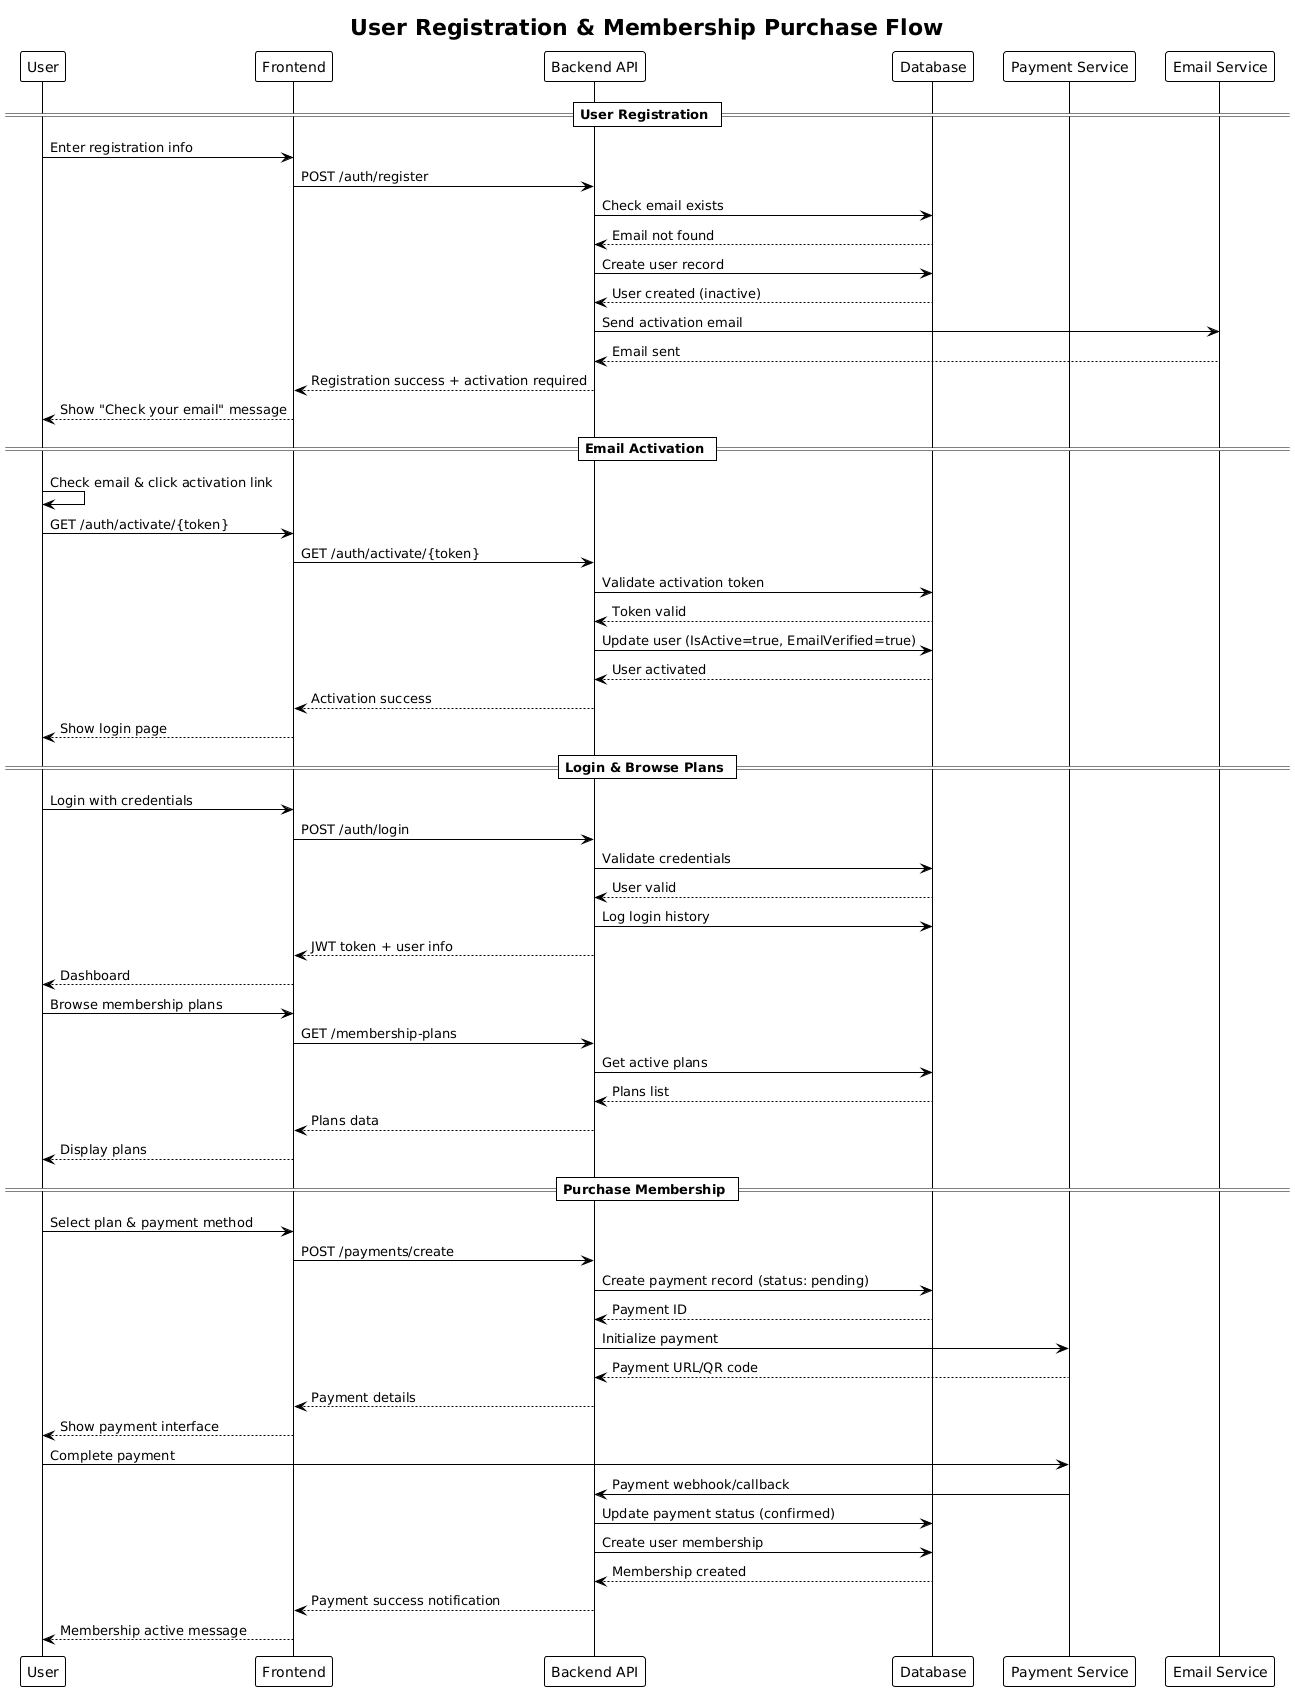 User Registration & Membership Purchase Flow
User
Frontend
Backend API
Database
Payment Service
Email Service
User Registration
Enter registration info
POST /auth/register
Check email exists
Email not found
Create user record
User created (inactive)
Send activation email
Email sent
Registration success + activation required
Show "Check your email" message
Email Activation
Check email & click activation link
GET /auth/activate/{token}
GET /auth/activate/{token}
Validate activation token
Token valid
Update user (IsActive=true, EmailVerified=true)
User activated
Activation success
Show login page
Login & Browse Plans
Login with credentials
POST /auth/login
Validate credentials
User valid
Log login history
JWT token + user info
Dashboard
Browse membership plans
GET /membership-plans
Get active plans
Plans list
Plans data
Display plans
Purchase Membership
Select plan & payment method
POST /payments/create
Create payment record (status: pending)
Payment ID
Initialize payment
Payment URL/QR code
Payment details
Show payment interface
Complete payment
Payment webhook/callback
Update payment status (confirmed)
Create user membership
Membership created
Payment success notification
Membership active message
User
Frontend
Backend API
Database
Payment Service
Email Service